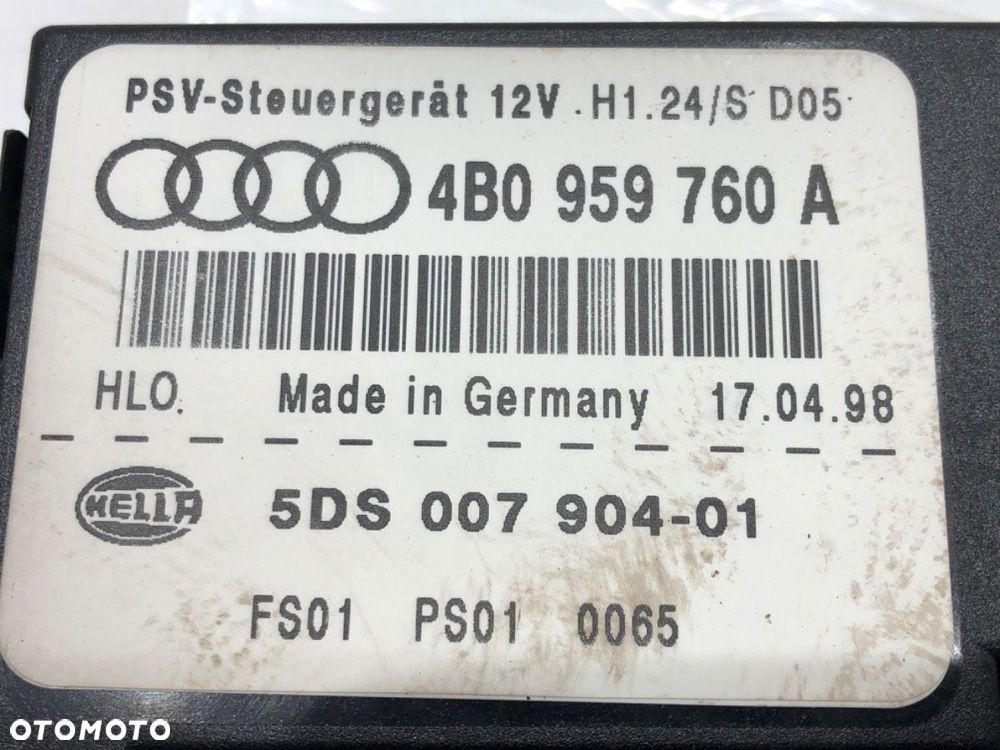 PSV-Steuergerät 12V H1.24/S D05
4B0 959 760 A
HLO. Made in Germany 17.04.98
HELLA 5DS 007 904-01
FS01 PS01 0065
OTOMOTO